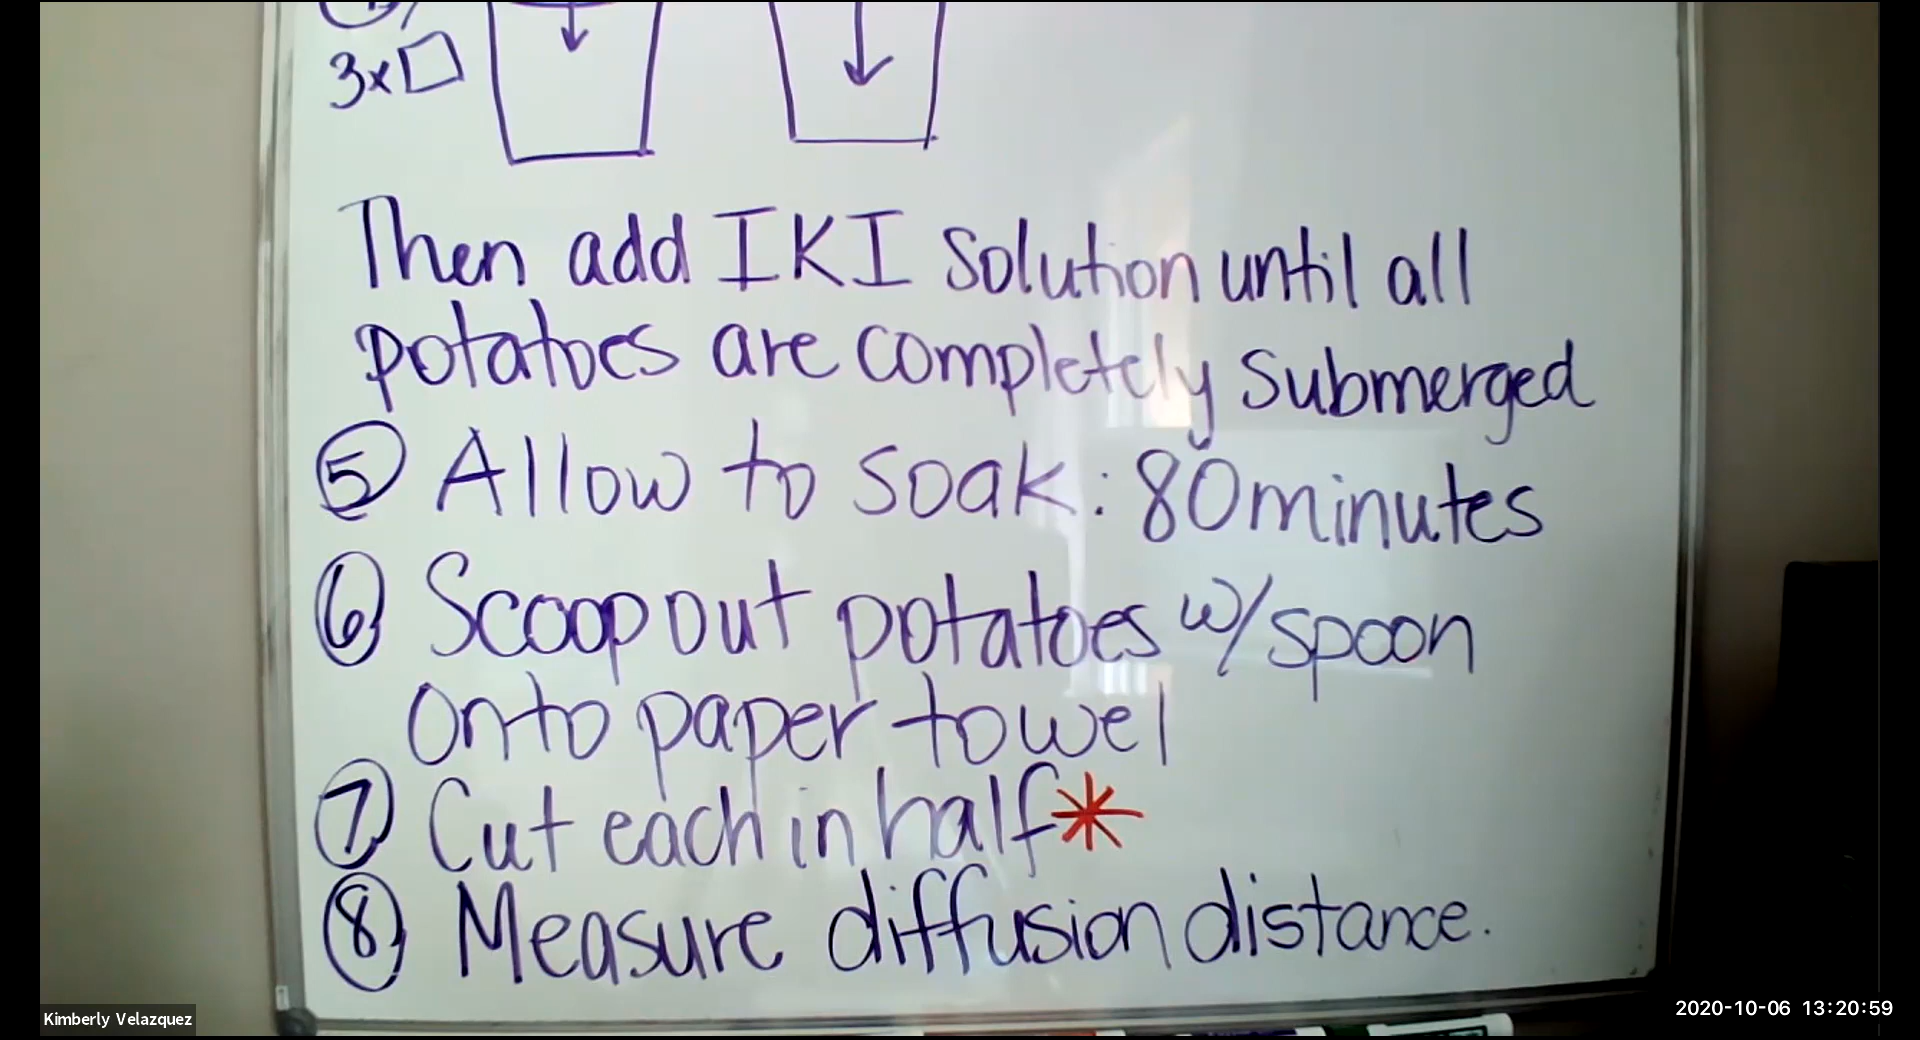 3x
Then add IKI solution until all
potatoes are completely submerged
⑤ Allow to soak: 80 minutes
⑥ Scoop out potatoes w/ spoon
onto paper towel
⑦ Cut each in half*
⑧ Measure diffusion distance.
Kimberly Velazquez
2020-10-06 13:20:59